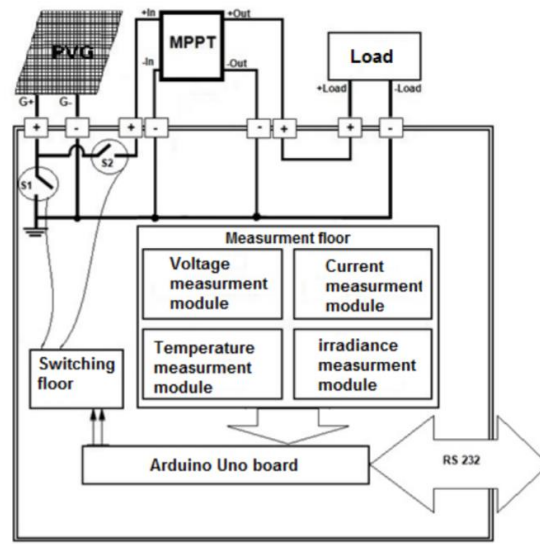 PVG
MPPT
Load
+In
+Out
-In
-Out
G+
G-
+Load
-Load
+
-
+
-
-
+
+
-
S1
S2
Measurment floor
Voltage
measurment
module
Current
measurment
module
Temperature
measurment
module
irradiance
measurment
module
Switching
floor
Arduino Uno board
RS 232